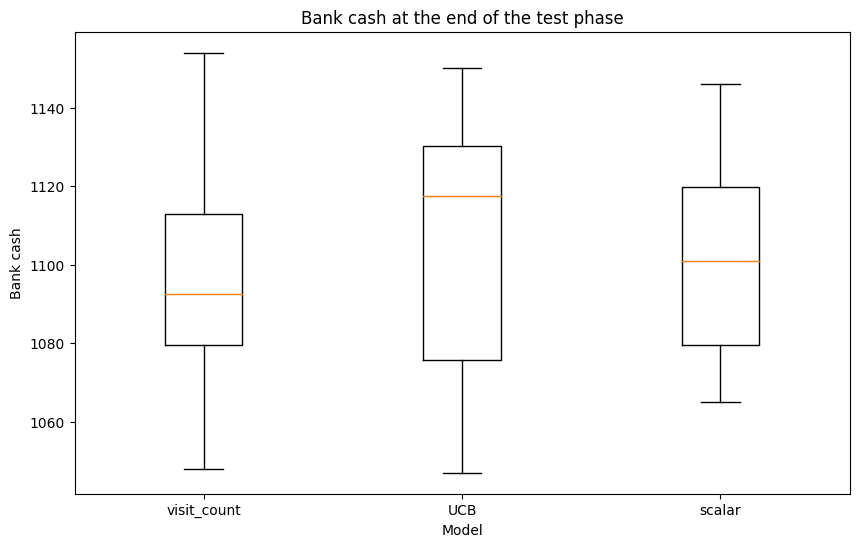 Bank cash at the end of the test phase
1140
1120
1100
1080
1060
Bank cash
visit_count
UCB
scalar
Model